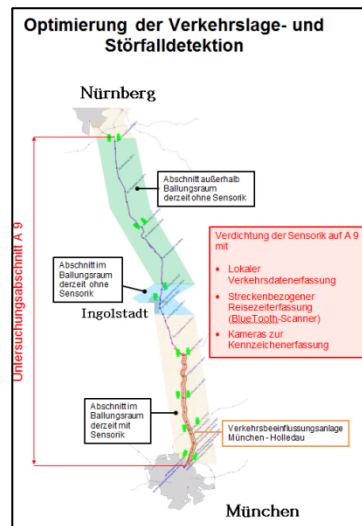 Optimierung der Verkehrslage- und
Störfalldetektion
Nürnberg
Abschnitt außerhalb
Ballungsraum
derzeit ohne Sensorik
Untersuchungsabschnitt A 9
Verdichtung der Sensorik auf A 9
mit
• Lokaler
Verkehrsdatenerfassung
• Streckenbezogener
Reisezeiterfassung
(BlueTooth-Scanner)
• Kameras zur
Kennzeichenerfassung
Abschnitt im
Ballungsraum
derzeit ohne
Sensorik
Ingolstadt
Abschnitt im
Ballungsraum
derzeit mit
Sensorik
Verkehrsbeeinflussungsanlage
München - Holledau
München